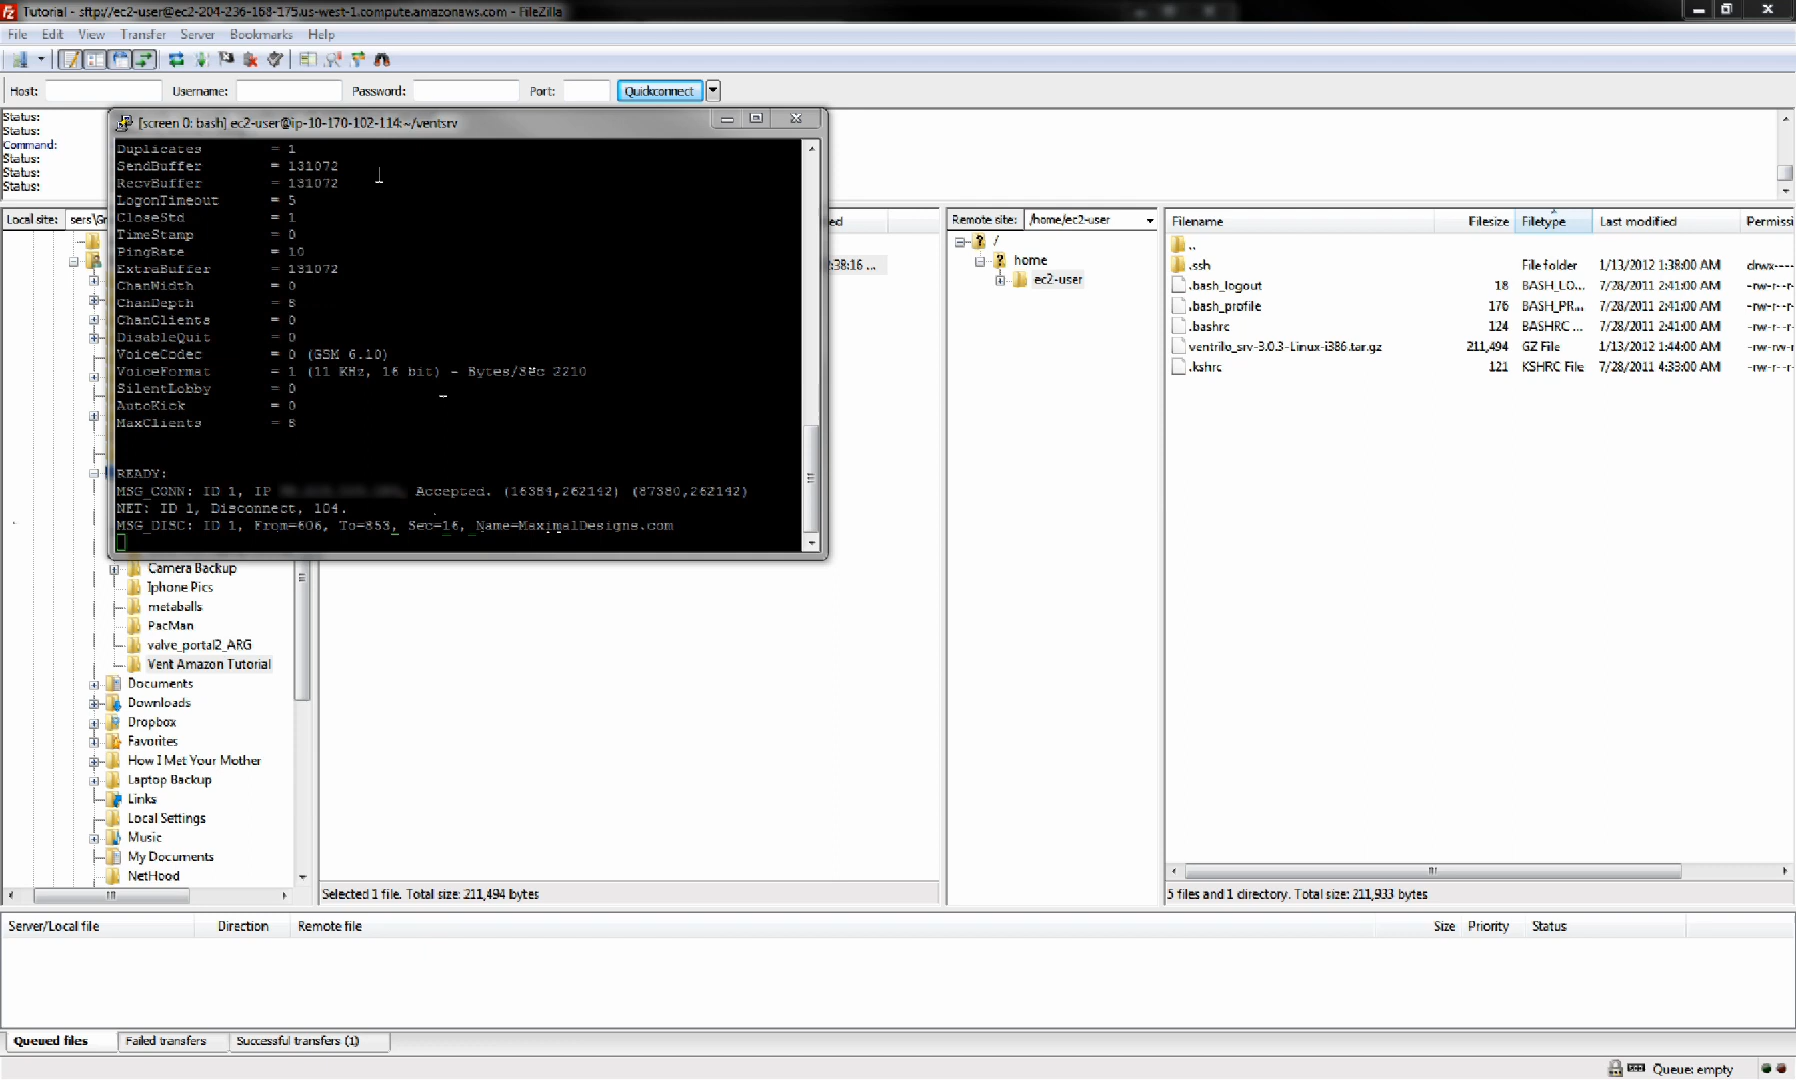 Tutorial - sftp://ec2-user@ec2-204-236-168-175.us-west-1.compute.amazonaws.com - FileZilla
File Edit View Transfer Server Bookmarks Help
Host: Username: Password: Port: Quickconnect
Status:
Status:
Command:
Status:
Status:
Status:
[screen 0: bash] ec2-user@ip-10-170-102-114:~/ventsrv
Duplicates = 1
SendBuffer = 131072
RecvBuffer = 131072
LogonTimeout = 5
CloseStd = 1
TimeStamp = 0
PingRate = 10
ExtraBuffer = 131072
ChanWidth = 0
ChanDepth = 8
ChanClients = 0
DisableQuit = 0
VoiceCodec = 0 (GSM 6.10)
VoiceFormat = 1 (11 KHz, 16 bit) - Bytes/Sec 2210
SilentLobby = 0
AutoKick = 0
MaxClients = 8
READY:
MSG_CONN: ID 1, IP Accepted. (16384,262142) (87380,262142)
NET: ID 1, Disconnect, 104.
MSG_DISC: ID 1, From=606, To=853, Sec=16, Name=MaximalDesigns.com
Local site: sers\Gr
Camera Backup
Iphone Pics
metaballs
PacMan
valve_portal2_ARG
Vent Amazon Tutorial
Documents
Downloads
Dropbox
Favorites
How I Met Your Mother
Laptop Backup
Links
Local Settings
Music
My Documents
NetHood
ed
:38:16 ...
Selected 1 file. Total size: 211,494 bytes
Remote site: /home/ec2-user
/
home
ec2-user
Filename Filesize Filetype Last modified Permissi
..
.ssh File folder 1/13/2012 1:38:00 AM drwx----
.bash_logout 18 BASH_LO... 7/28/2011 2:41:00 AM -rw-r--r
.bash_profile 176 BASH_PR... 7/28/2011 2:41:00 AM -rw-r--r
.bashrc 124 BASHRC ... 7/28/2011 2:41:00 AM -rw-r--r
ventrilo_srv-3.0.3-Linux-i386.tar.gz 211,494 GZ File 1/13/2012 1:44:00 AM -rw-rw-r
.kshrc 121 KSHRC File 7/28/2011 4:33:00 AM -rw-r--r
5 files and 1 directory. Total size: 211,933 bytes
Server/Local file Direction Remote file Size Priority Status
Queued files Failed transfers Successful transfers (1)
Queue: empty